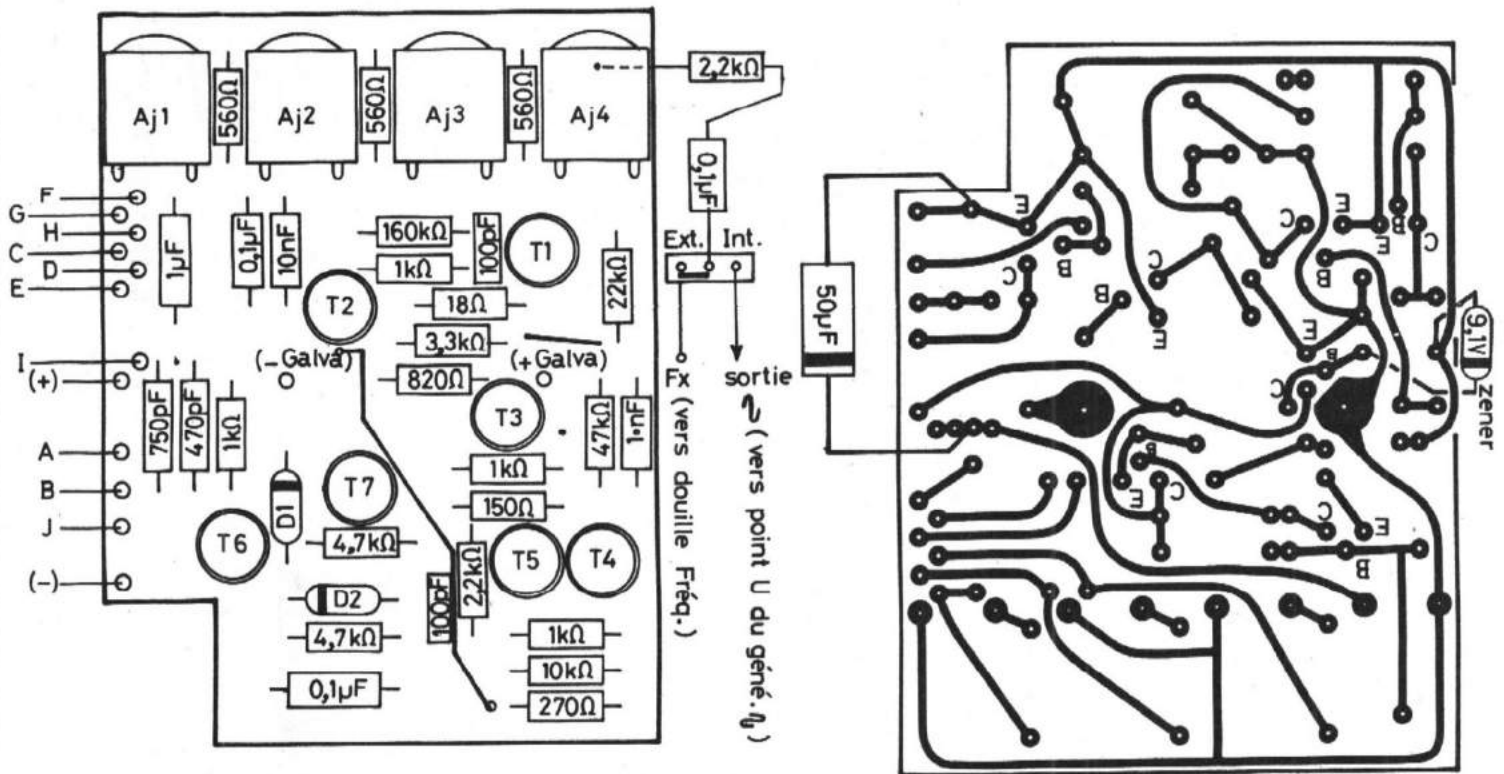 Aj1
560Ω
Aj2
560Ω
Aj3
560Ω
Aj4
2,2kΩ
0,1µF
F
G
H
C
D
E
I
(+)
A
B
J
(-)
1µF
0,1µF
10nF
160kΩ
1kΩ
100pF
T1
T2
18Ω
3,3kΩ
820Ω
22kΩ
(-Galva)
(+Galva)
Ext.
Int.
Fx (vers douille Fréq.)
sortie
(vers point U du géné.)
750pF
470pF
1kΩ
T3
47kΩ
1nF
1kΩ
150Ω
D1
T7
T6
4,7kΩ
2,2kΩ
T5
T4
D2
100pF
4,7kΩ
1kΩ
10kΩ
0,1µF
270Ω
50µF
E
C
E
C
B
B
C
B
E
B
E
E
B
C
9,1V
zener
B
B
E
C
C
E
B